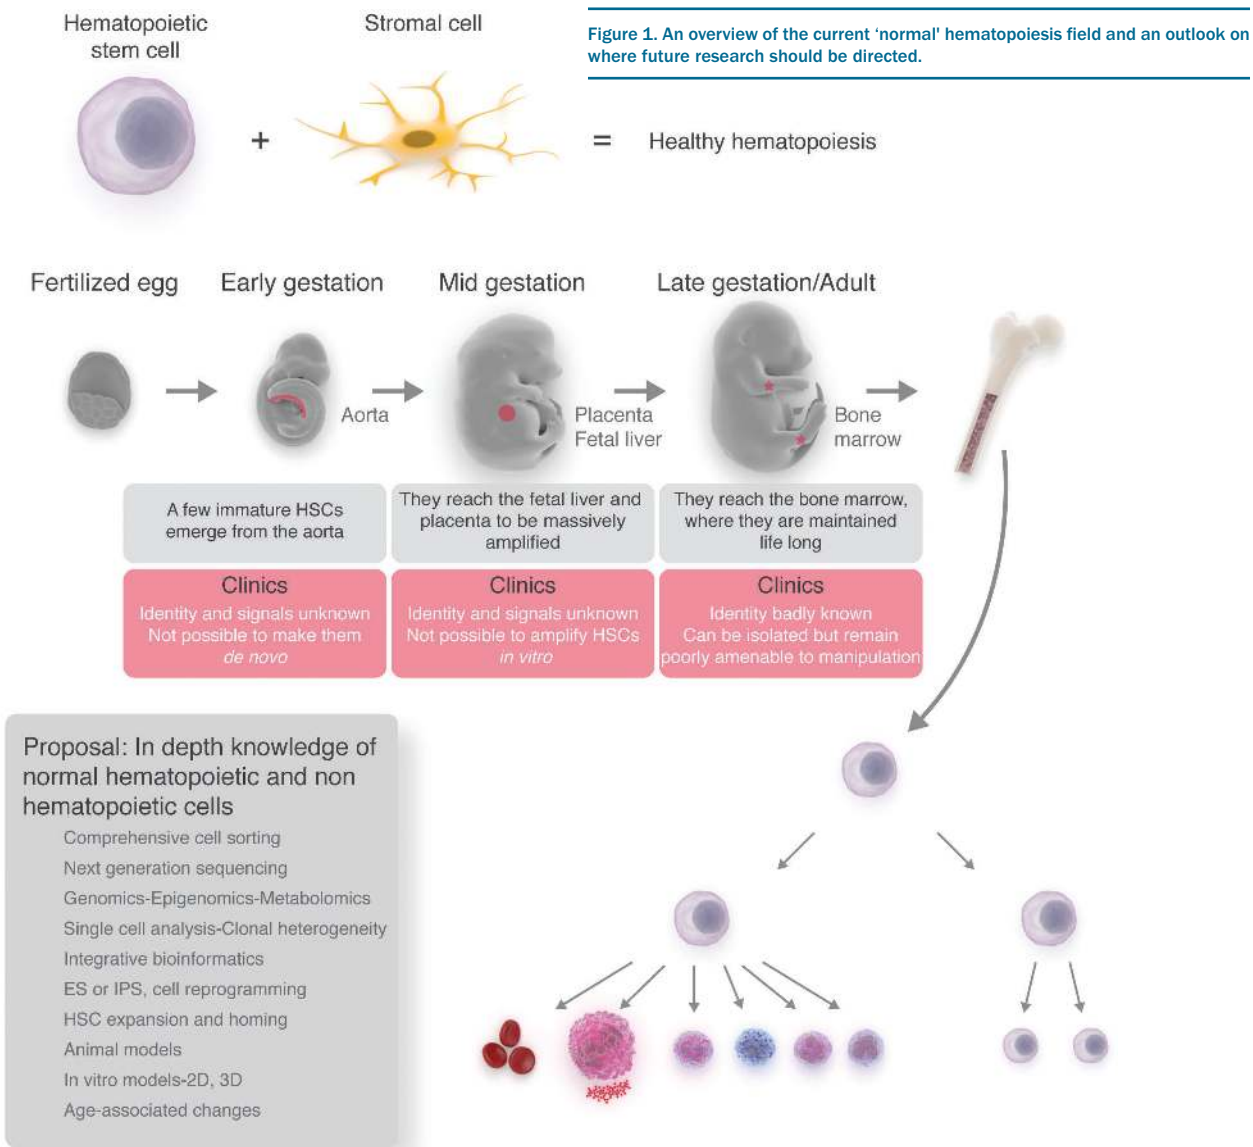 Hematopoietic
stem cell
Stromal cell
Figure 1. An overview of the current ‘normal' hematopoiesis field and an outlook on
where future research should be directed.
+
=
Healthy hematopoiesis
Fertilized egg
Early gestation
Mid gestation
Late gestation/Adult
Aorta
Placenta
Fetal liver
Bone
marrow
A few immature HSCs
emerge from the aorta
They reach the fetal liver and
placenta to be massively
amplified
They reach the bone marrow,
where they are maintained
life long
Clinics
Identity and signals unknown
Not possible to make them
de novo
Clinics
Identity and signals unknown
Not possible to amplify HSCs
in vitro
Clinics
Identity badly known
Can be isolated but remain
poorly amenable to manipulation
Proposal: In depth knowledge of
normal hematopoietic and non
hematopoietic cells
Comprehensive cell sorting
Next generation sequencing
Genomics-Epigenomics-Metabolomics
Single cell analysis-Clonal heterogeneity
Integrative bioinformatics
ES or IPS, cell reprogramming
HSC expansion and homing
Animal models
In vitro models-2D, 3D
Age-associated changes